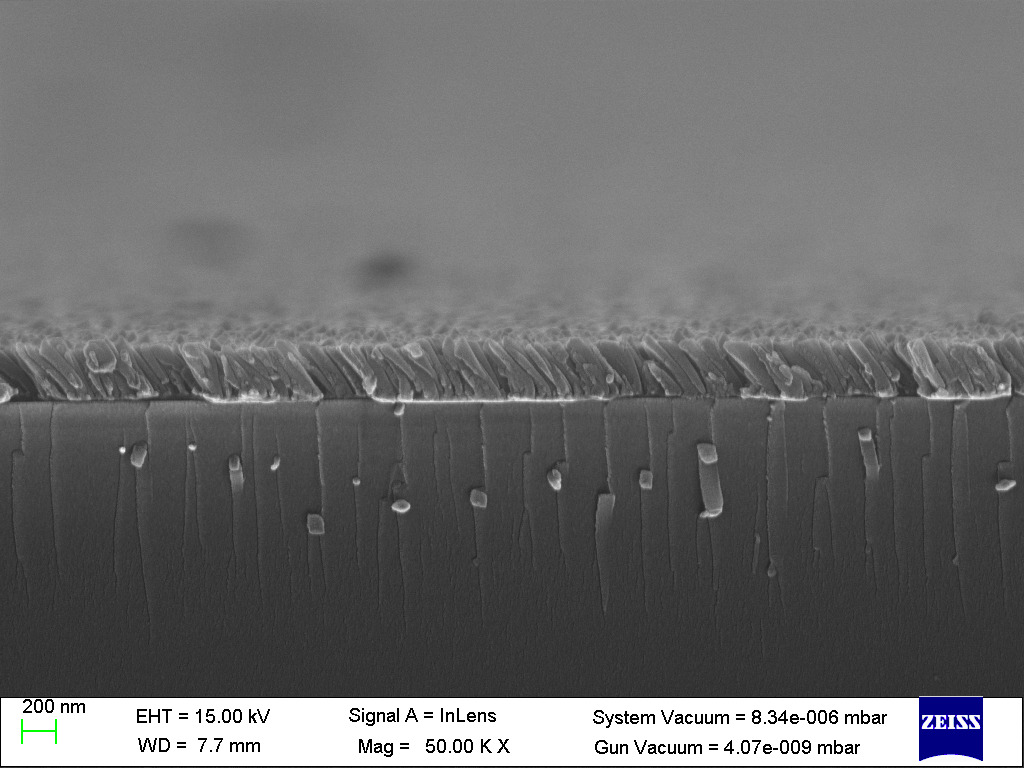 200 nm
EHT = 15.00 kV
Signal A = InLens
System Vacuum = 8.34e-006 mbar
ZEISS
WD = 7.7 mm
Mag = 50.00 K X
Gun Vacuum = 4.07e-009 mbar